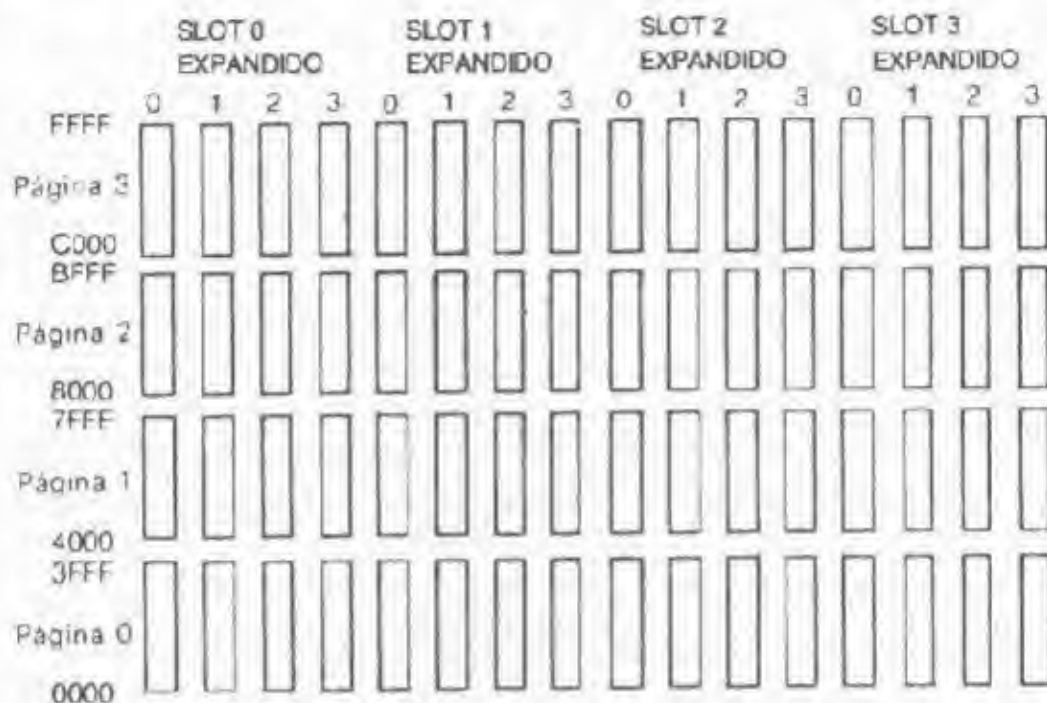 SLOT 0 SLOT 1 SLOT 2 SLOT 3
EXPANDIDO EXPANDIDO EXPANDIDO EXPANDIDO
0 1 2 3 0 1 2 3 0 1 2 3 0 1 2 3
FFFF
Página 3
C000
BFFF
Página 2
8000
7FFF
Página 1
4000
3FFF
Página 0
0000